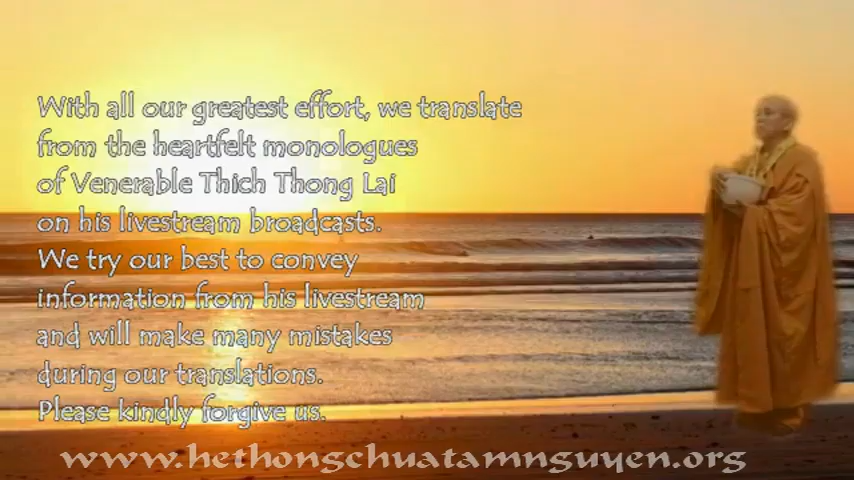 With all our greatest effort, we translate
from the heartfelt monologues
of Venerable Thich Thong Lai
on his livestream broadcasts.
We try our best to convey
information from his livestream
and will make many mistakes
during our translations.
Please kindly forgive us.
www.hethongchuatamnguyen.org